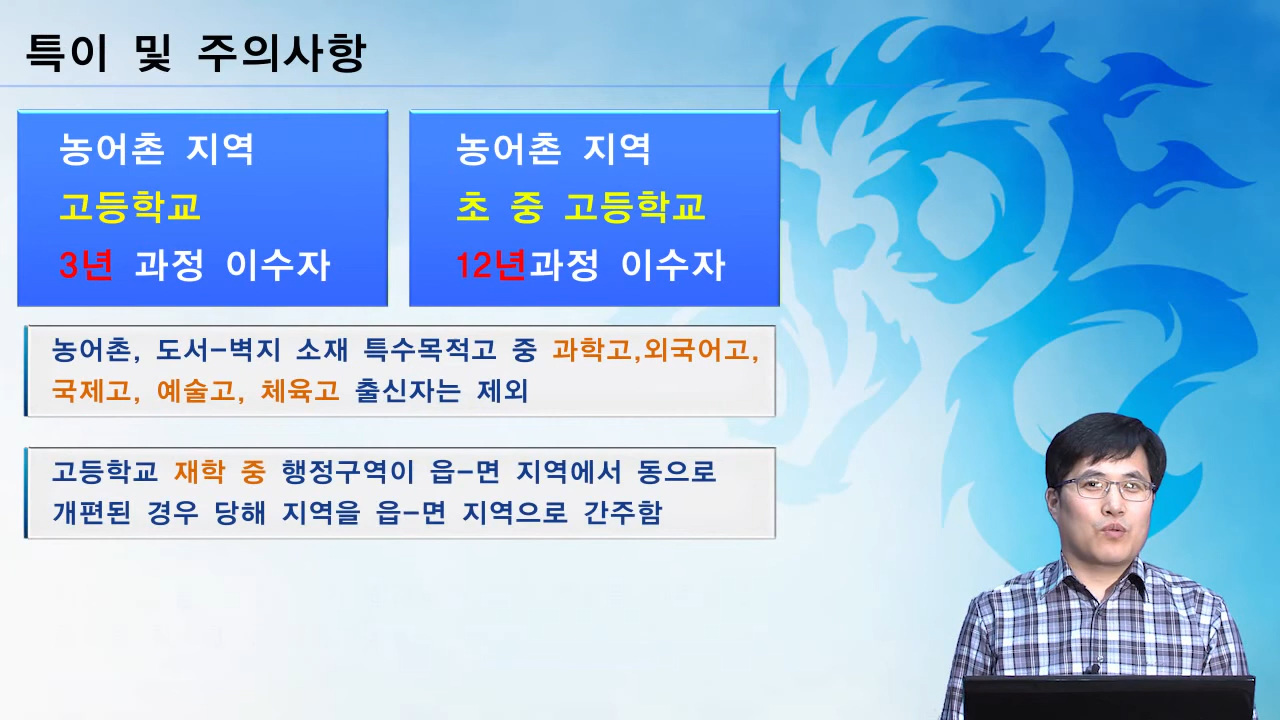 특이 및 주의사항
농어촌 지역
고등학교
3년 과정 이수자
농어촌 지역
초 중 고등학교
12년과정 이수자
농어촌, 도서-벽지 소재 특수목적고 중 과학고,외국어고,
국제고, 예술고, 체육고 출신자는 제외
고등학교 재학 중 행정구역이 읍-면 지역에서 동으로
개편된 경우 당해 지역을 읍-면 지역으로 간주함